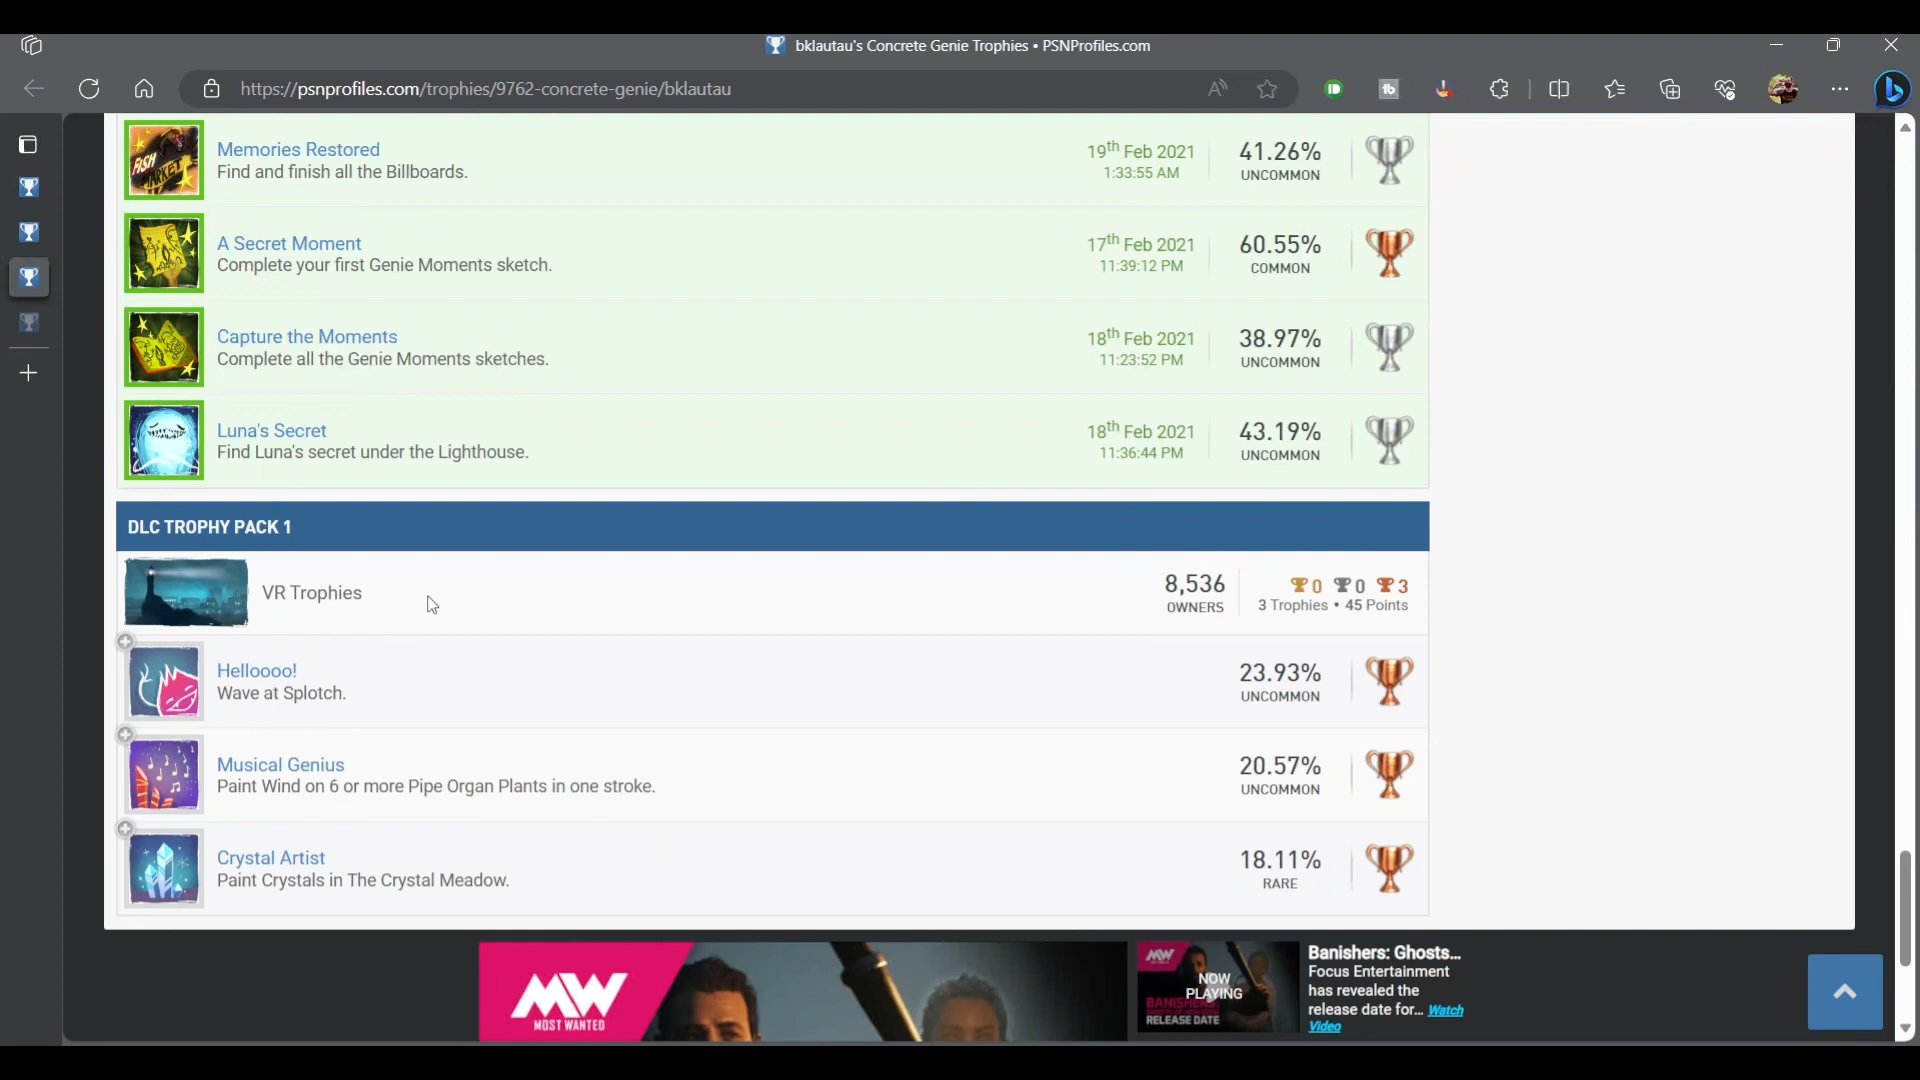 bklautau's Concrete Genie Trophies • PSNProfiles.com
https://psnprofiles.com/trophies/9762-concrete-genie/bklautau
FISH MARKET
Memories Restored
Find and finish all the Billboards.
19th Feb 2021
1:33:55 AM
41.26%
UNCOMMON
A Secret Moment
Complete your first Genie Moments sketch.
17th Feb 2021
11:39:12 PM
60.55%
COMMON
Capture the Moments
Complete all the Genie Moments sketches.
18th Feb 2021
11:23:52 PM
38.97%
UNCOMMON
Luna's Secret
Find Luna's secret under the Lighthouse.
18th Feb 2021
11:36:44 PM
43.19%
UNCOMMON
DLC TROPHY PACK 1
VR Trophies
8,536
OWNERS
0 0 3
3 Trophies • 45 Points
Helloooo!
Wave at Splotch.
23.93%
UNCOMMON
Musical Genius
Paint Wind on 6 or more Pipe Organ Plants in one stroke.
20.57%
UNCOMMON
Crystal Artist
Paint Crystals in The Crystal Meadow.
18.11%
RARE
MW
MOST WANTED
MW
NOW
PLAYING
BANISHERS
RELEASE DATE
Banishers: Ghosts...
Focus Entertainment
has revealed the
release date for... Watch
Video